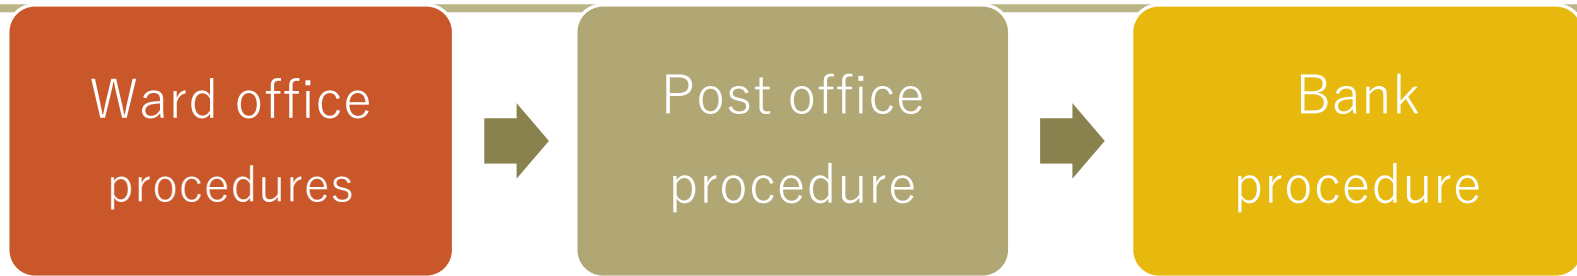 Ward office
procedures
Post office
procedure
Bank
procedure